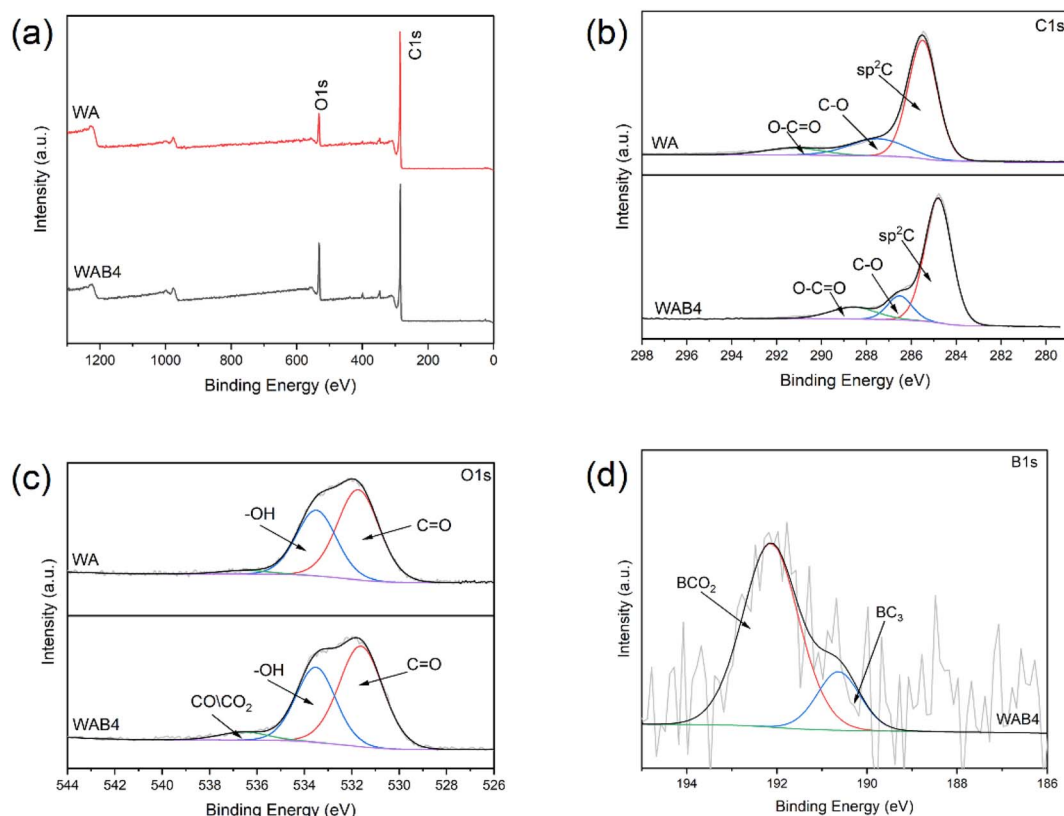 (a)
WA
O1s
C1s
WAB4
Intensity (a.u.)
1200 1000 800 600 400 200 0
Binding Energy (eV)
(b)
C1s
sp²C
C-O
O-C=O
WA
sp²C
C-O
O-C=O
WAB4
Intensity (a.u.)
298 296 294 292 290 288 286 284 282 280
Binding Energy (eV)
(c)
O1s
-OH
C=O
WA
-OH
C=O
CO\CO₂
WAB4
Intensity (a.u.)
544 542 540 538 536 534 532 530 528 526
Binding Energy (eV)
(d)
B1s
BCO₂
BC₃
WAB4
Intensity (a.u.)
194 192 190 188 186
Binding Energy (eV)